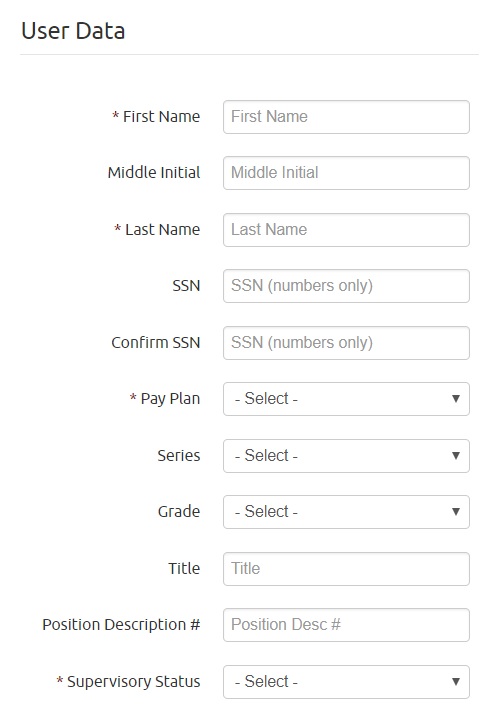 User Data
* First Name First Name
Middle Initial Middle Initial
* Last Name Last Name
SSN SSN (numbers only)
Confirm SSN SSN (numbers only)
* Pay Plan - Select -
Series - Select -
Grade - Select -
Title Title
Position Description # Position Desc #
* Supervisory Status - Select -